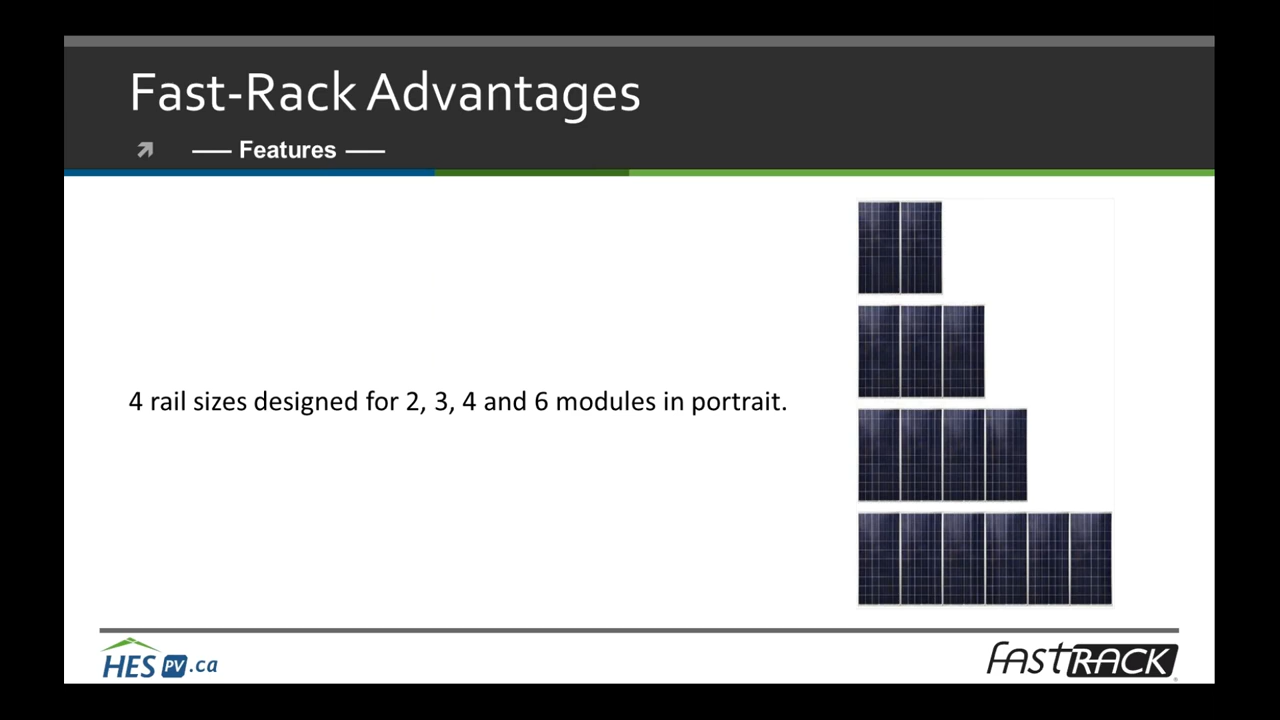 Fast-Rack Advantages
Features
4 rail sizes designed for 2, 3, 4 and 6 modules in portrait.
HES PV.ca
FASTRACK